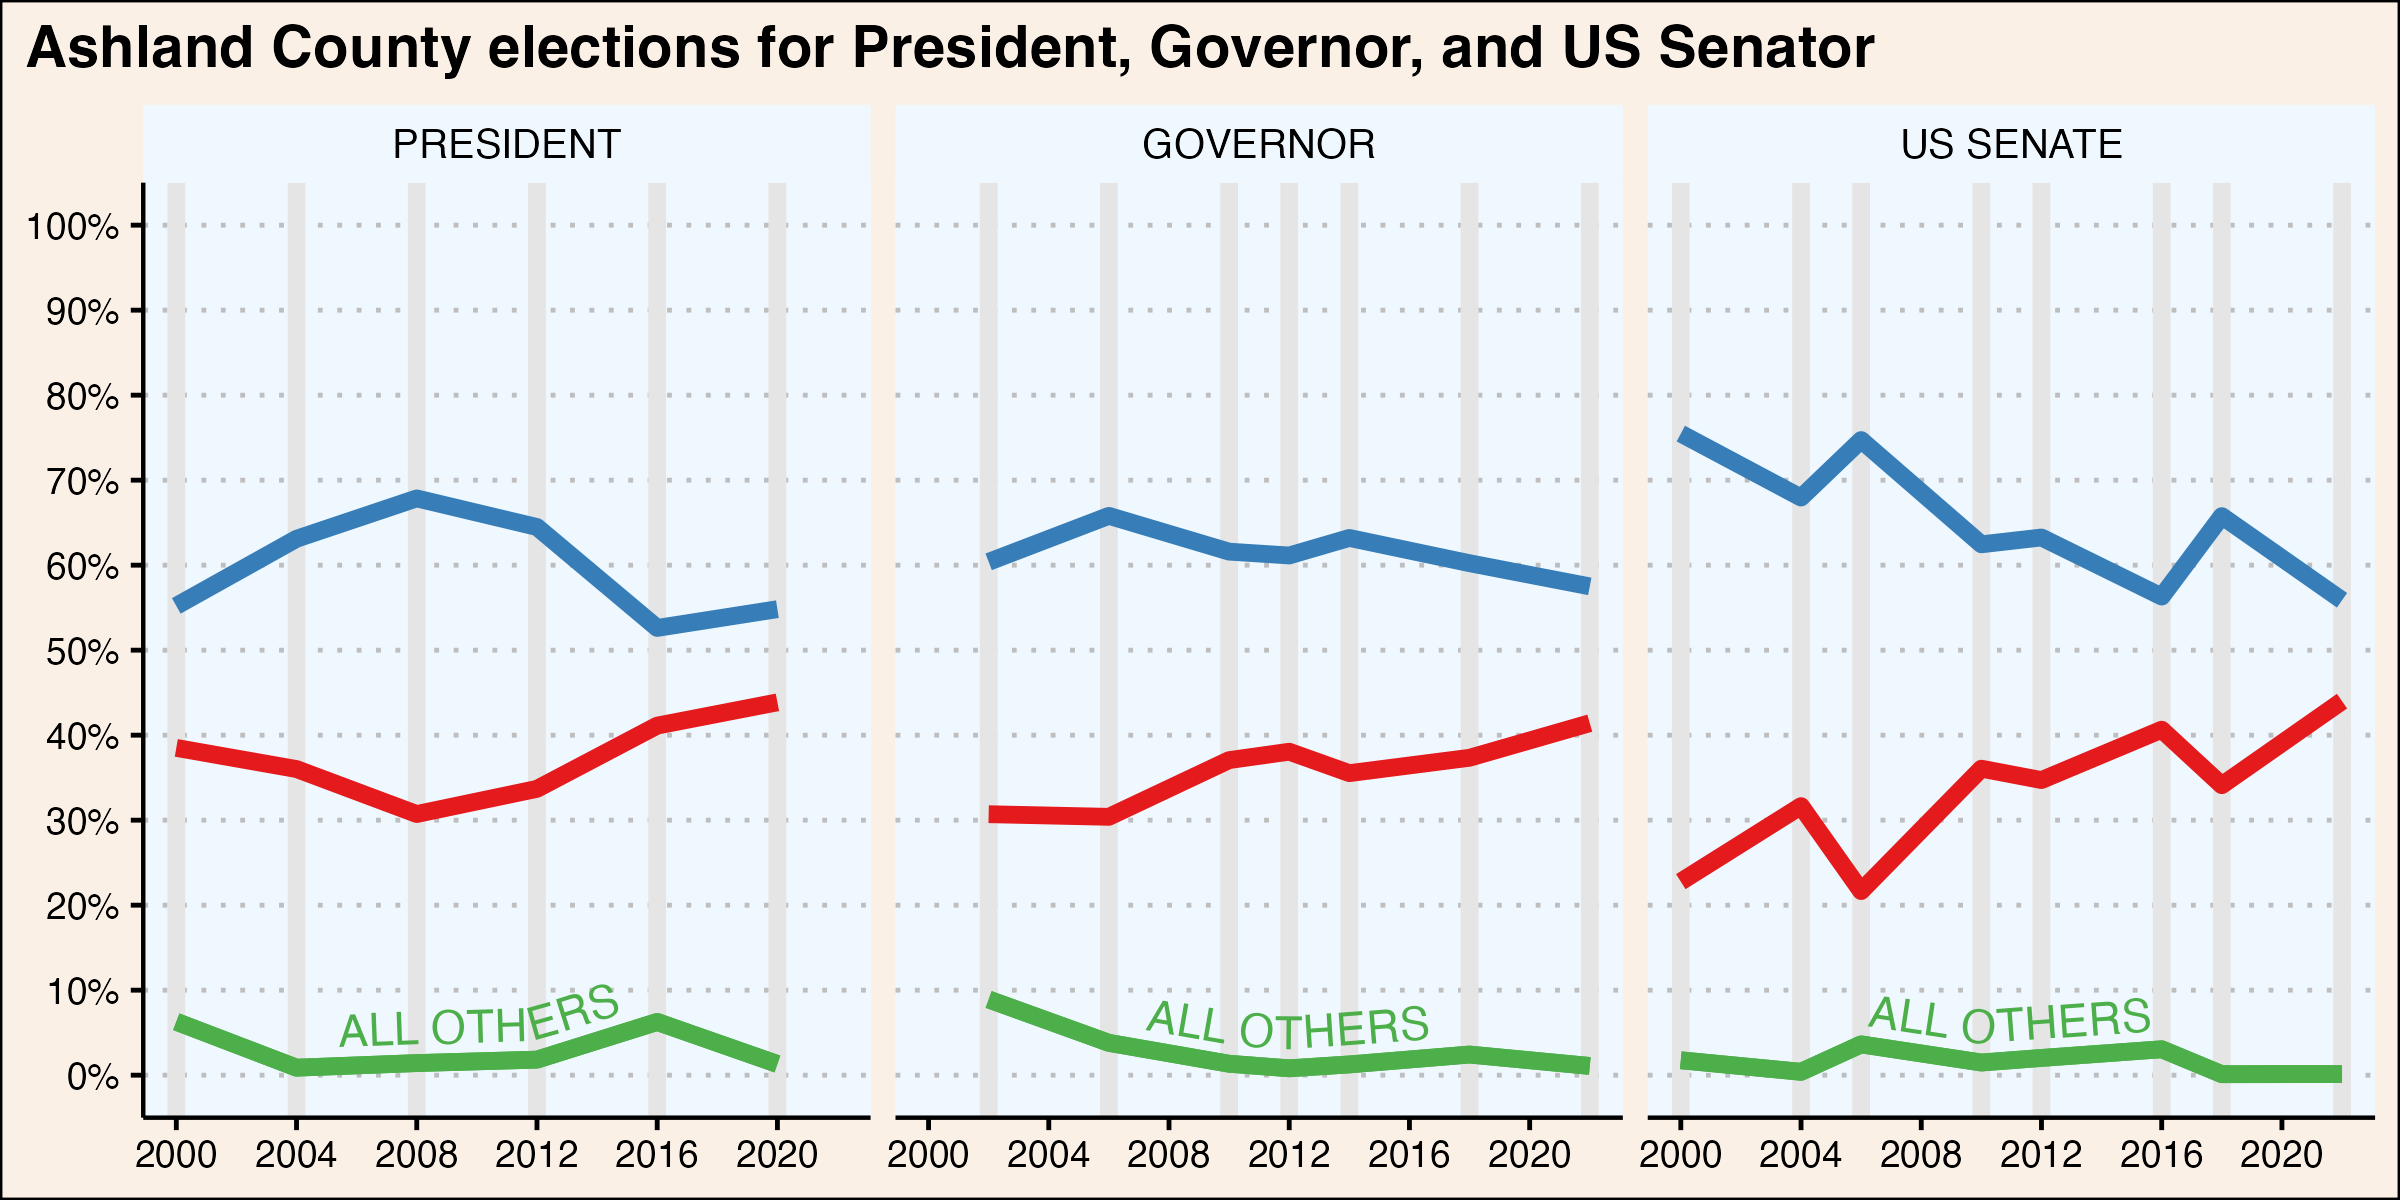 Ashland County elections for President, Governor, and US Senator
PRESIDENT GOVERNOR US SENATE
100%
90%
80%
70%
60%
50%
40%
30%
20%
10%
0%
ALL OTHERS ALL OTHERS ALL OTHERS
2000 2004 2008 2012 2016 2020 2000 2004 2008 2012 2016 2020 2000 2004 2008 2012 2016 2020